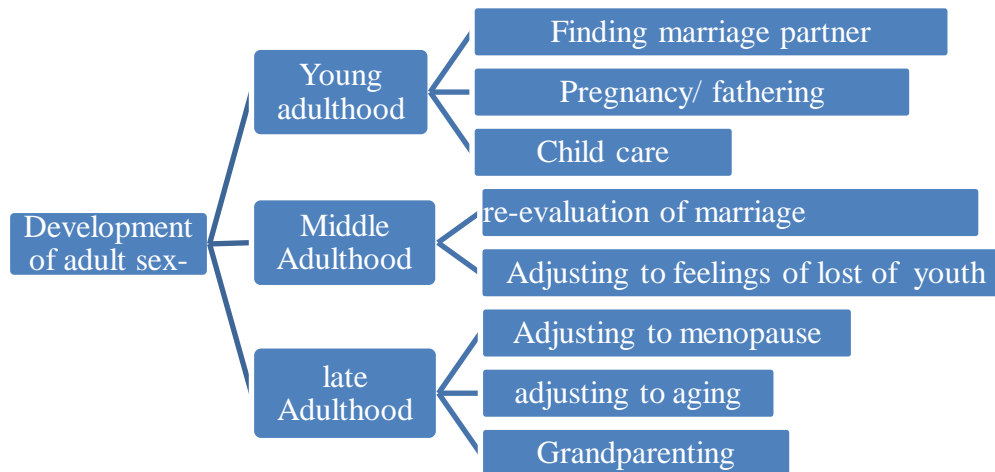 Development
of adult sex-
Young
adulthood
Finding marriage partner
Pregnancy/ fathering
Child care
Middle
Adulthood
re-evaluation of marriage
Adjusting to feelings of lost of youth
late
Adulthood
Adjusting to menopause
adjusting to aging
Grandparenting